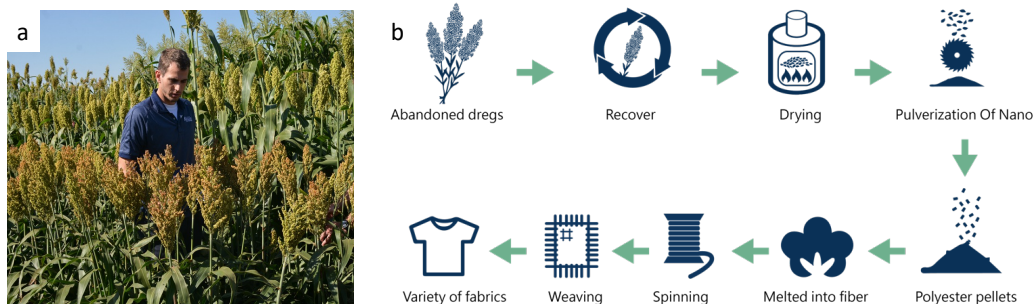 a
b
Abandoned dregs
Recover
Drying
Pulverization Of Nano
Variety of fabrics
Weaving
Spinning
Melted into fiber
Polyester pellets